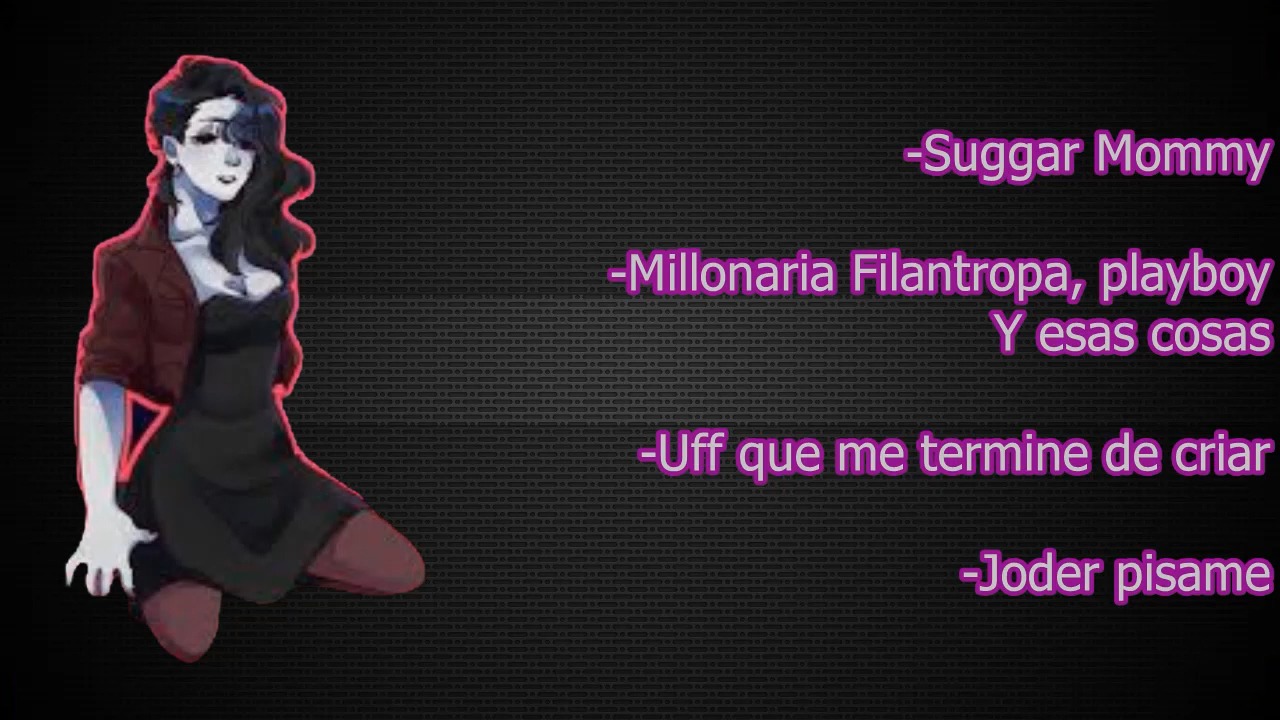 -Suggar Mommy
-Millonaria Filantropa, playboy
Y esas cosas
-Uff que me termine de criar
-Joder pisame